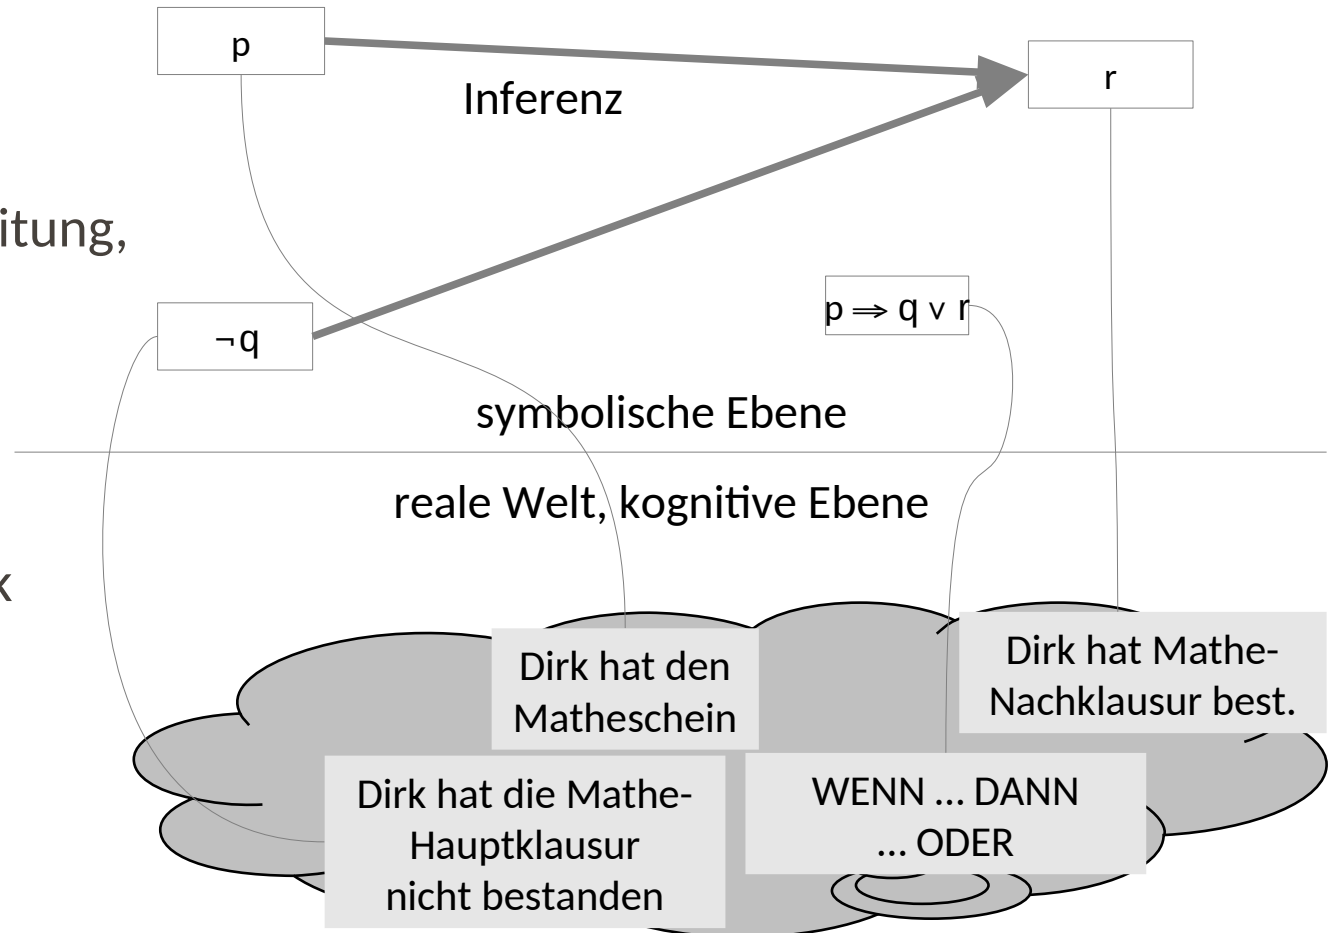 p
r
Inferenz
itung,
¬q
p ⇒ q ∨ r
symbolische Ebene
reale Welt, kognitive Ebene
k
Dirk hat den
Matheschein
Dirk hat Mathe-
Nachklausur best.
Dirk hat die Mathe-
Hauptklausur
nicht bestanden
WENN ... DANN
... ODER